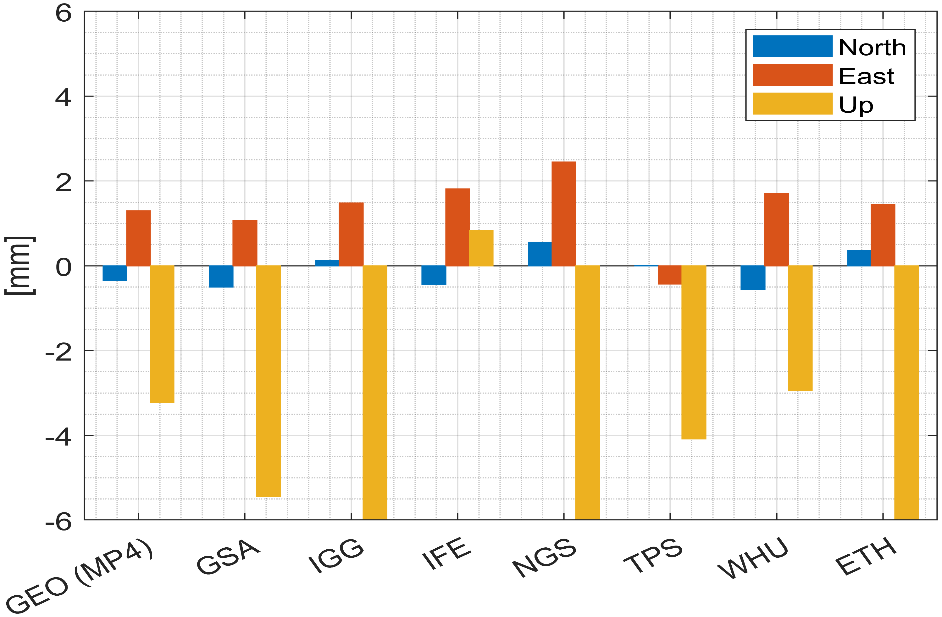 6
4
2
0
-2
-4
-6
[mm]
North
East
Up
GEO (MP4)
GSA
IGG
IFE
NGS
TPS
WHU
ETH